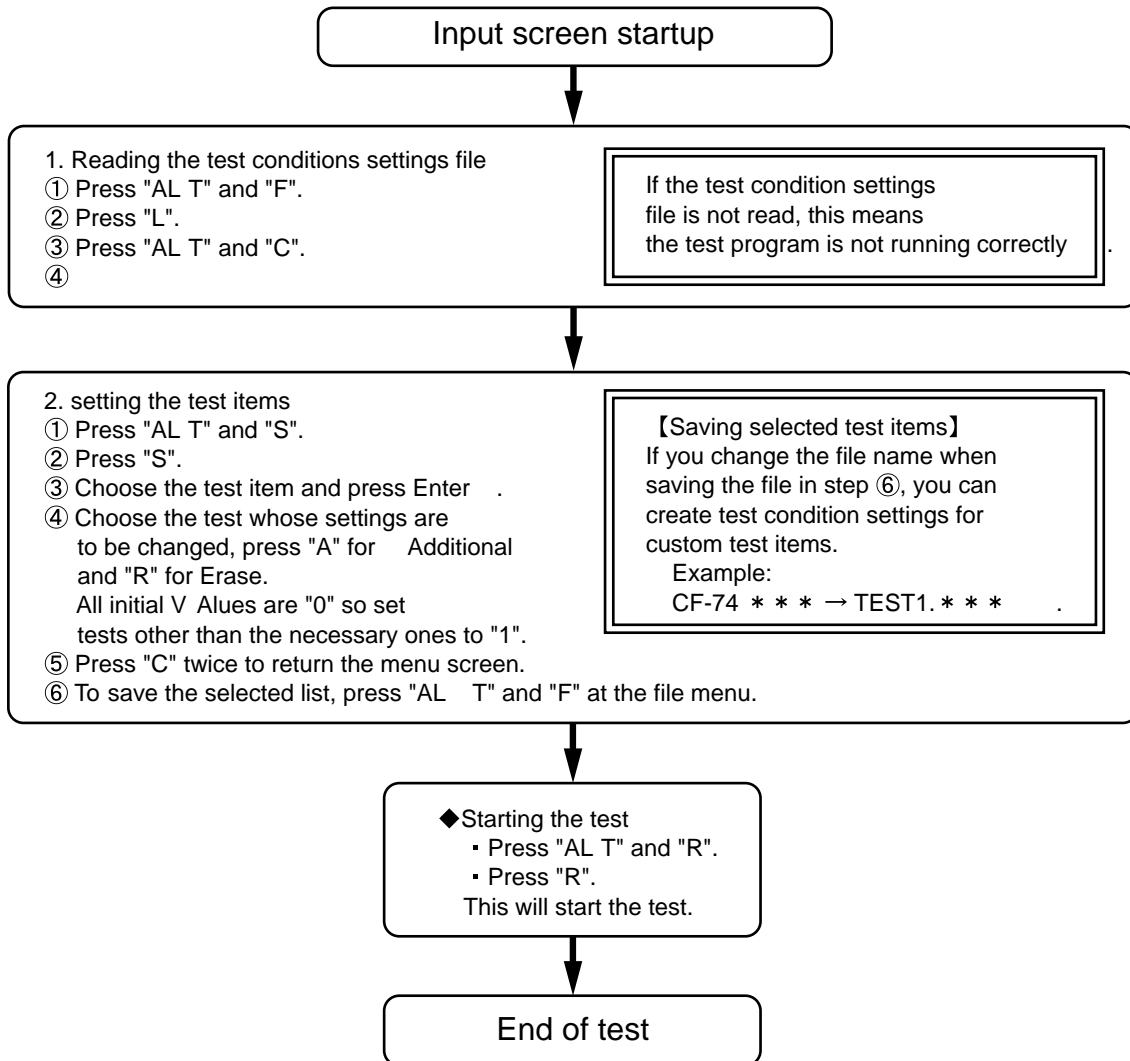 Input screen startup
1. Reading the test conditions settings file
① Press "AL T" and "F".
② Press "L".
③ Press "AL T" and "C".
④
If the test condition settings
file is not read, this means
the test program is not running correctly .
2. setting the test items
① Press "AL T" and "S".
② Press "S".
③ Choose the test item and press Enter .
④ Choose the test whose settings are
to be changed, press "A" for Additional
and "R" for Erase.
All initial V Alues are "0" so set
tests other than the necessary ones to "1".
⑤ Press "C" twice to return the menu screen.
⑥ To save the selected list, press "AL T" and "F" at the file menu.
【Saving selected test items】
If you change the file name when
saving the file in step ⑥, you can
create test condition settings for
custom test items.
Example:
CF-74 ＊＊＊ → TEST1.＊＊＊ .
◆Starting the test
・Press "AL T" and "R".
・Press "R".
This will start the test.
End of test